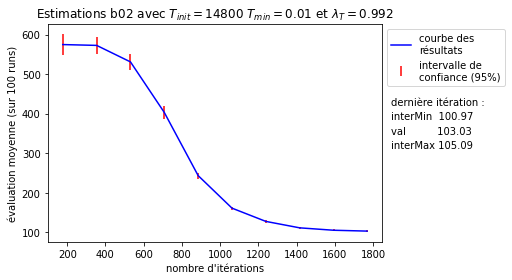 Estimations b02 avec T_init = 14800 T_min = 0.01 et λ_T = 0.992
évaluation moyenne (sur 100 runs)
600
500
400
300
200
100
200 400 600 800 1000 1200 1400 1600 1800
nombre d'itérations
courbe des
résultats
intervalle de
confiance (95%)
dernière itération :
interMin 100.97
val 103.03
interMax 105.09